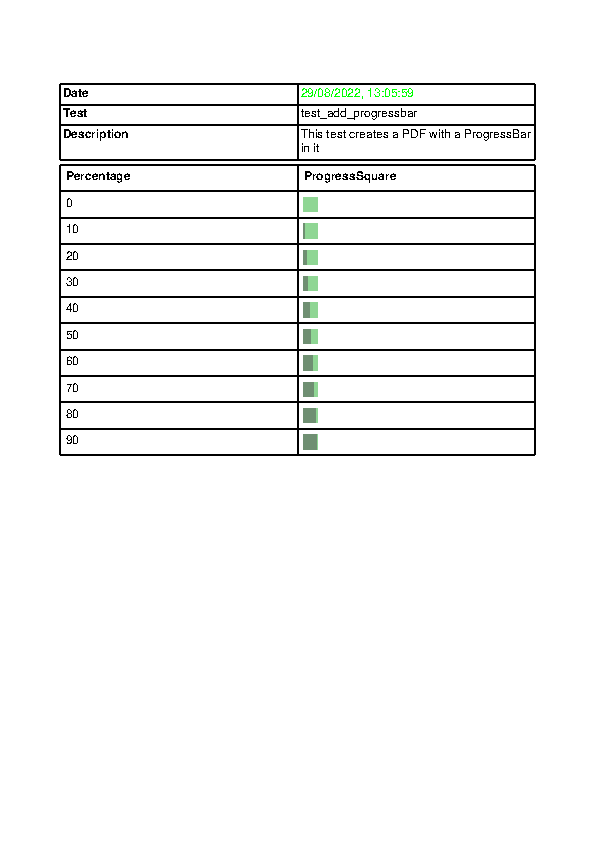 Date 29/08/2022, 13:05:59
Test test_add_progressbar
Description This test creates a PDF with a ProgressBar
in it
Percentage ProgressSquare
0
10
20
30
40
50
60
70
80
90